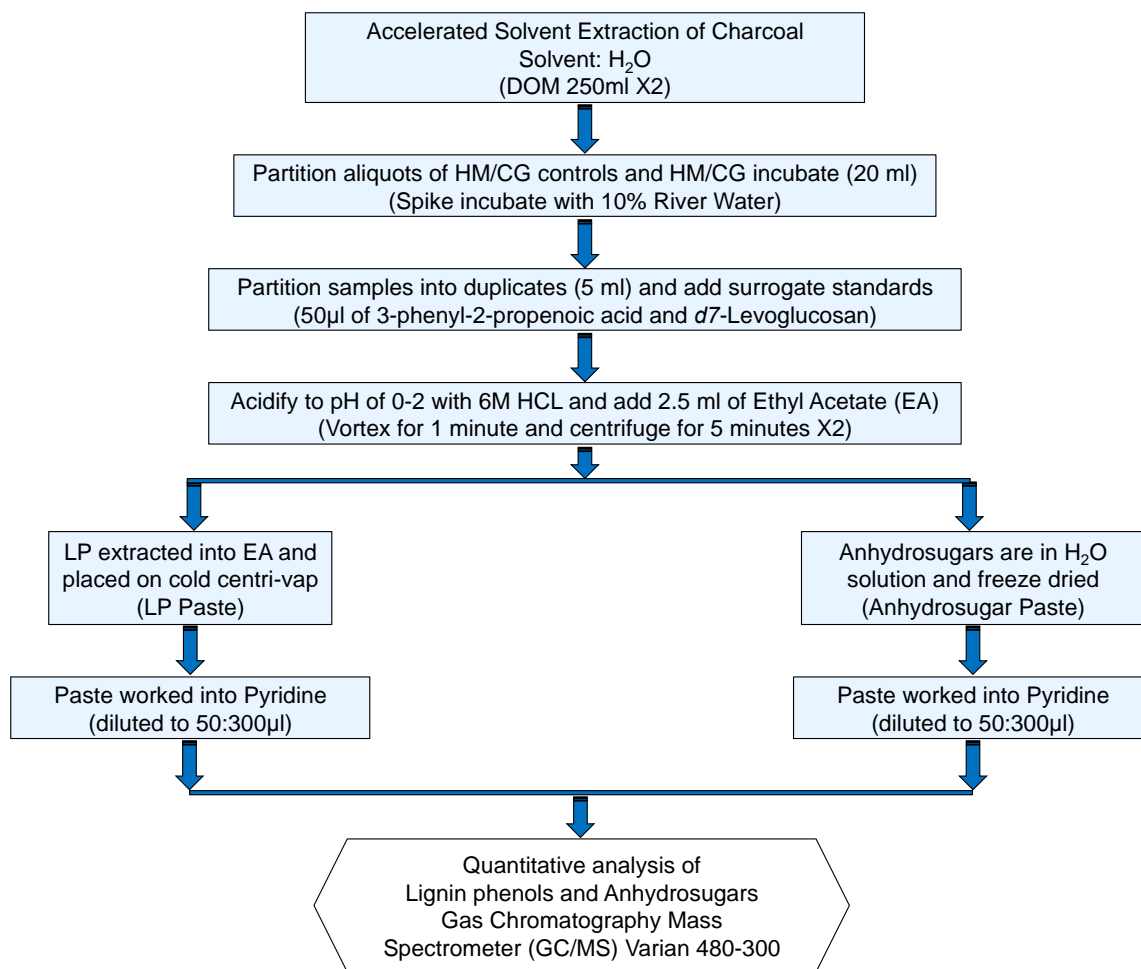 Accelerated Solvent Extraction of Charcoal
Solvent: H₂O
(DOM 250ml X2)
Partition aliquots of HM/CG controls and HM/CG incubate (20 ml)
(Spike incubate with 10% River Water)
Partition samples into duplicates (5 ml) and add surrogate standards
(50µl of 3-phenyl-2-propenoic acid and d7-Levoglucosan)
Acidify to pH of 0-2 with 6M HCL and add 2.5 ml of Ethyl Acetate (EA)
(Vortex for 1 minute and centrifuge for 5 minutes X2)
LP extracted into EA and
placed on cold centri-vap
(LP Paste)
Anhydrosugars are in H₂O
solution and freeze dried
(Anhydrosugar Paste)
Paste worked into Pyridine
(diluted to 50:300µl)
Paste worked into Pyridine
(diluted to 50:300µl)
Quantitative analysis of
Lignin phenols and Anhydrosugars
Gas Chromatography Mass
Spectrometer (GC/MS) Varian 480-300